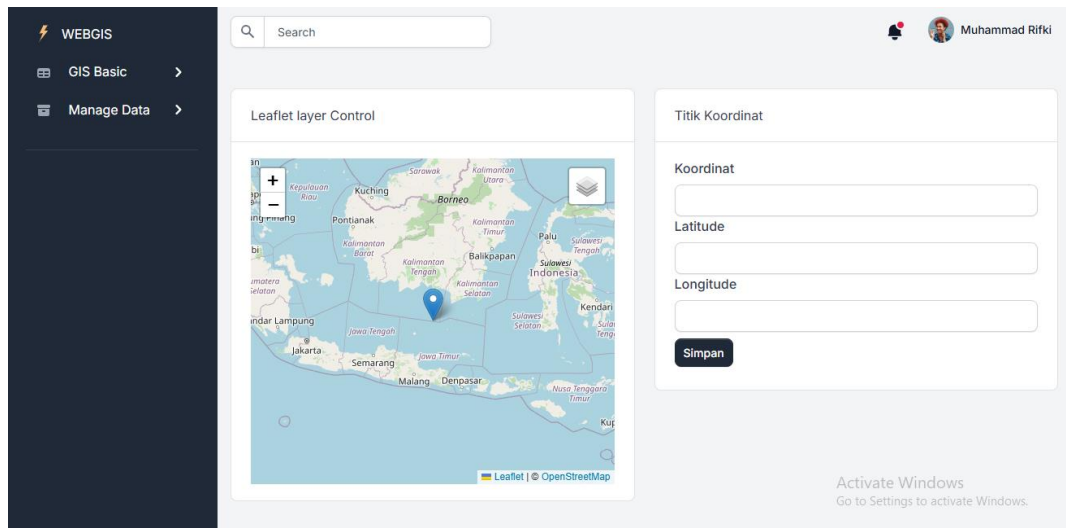 WEBGIS
GIS Basic
Manage Data
Search
Muhammad Rifki
Leaflet layer Control
+
−
Kepulauan
Riau
Kuching
Sarawak
Kalimantan
Utara
Borneo
Pontianak
Kalimantan
Timur
Kalimantan
Barat
Kalimantan
Tengah
Balikpapan
Palu
Sulawesi
Tengah
Sulawesi
Indonesia
Kalimantan
Selatan
Sulawesi
Selatan
Kendari
ndar Lampung
Jawa Tengah
Jakarta
Semarang
Jawa Timur
Malang
Denpasar
Nusa Tenggara
Timur
Kup
Leaflet | © OpenStreetMap
Titik Koordinat
Koordinat
Latitude
Longitude
Simpan
Activate Windows
Go to Settings to activate Windows.